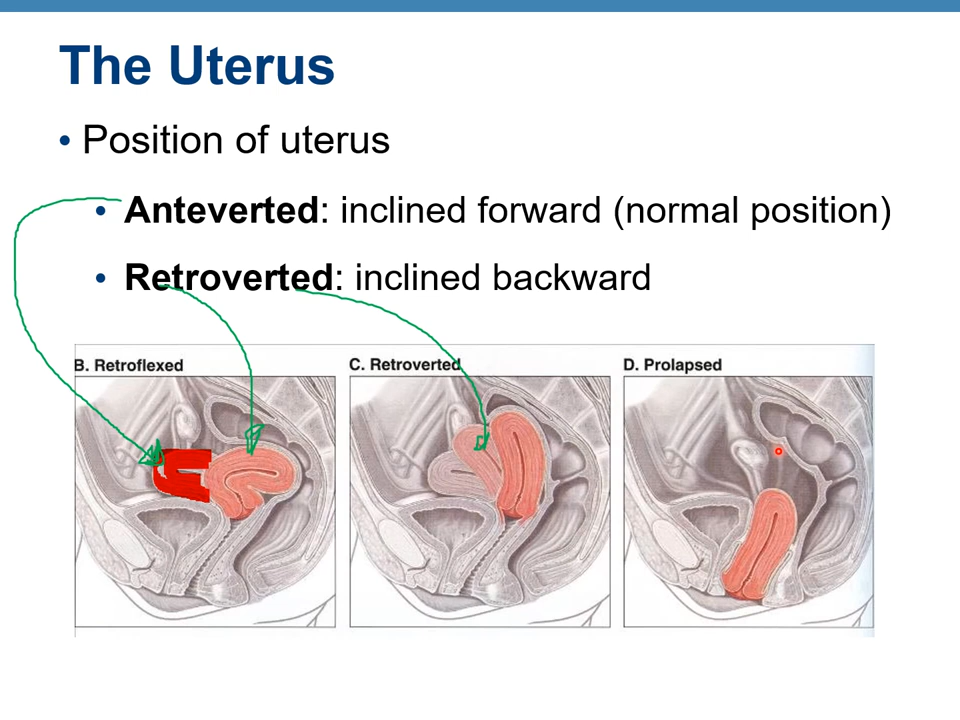 The Uterus
• Position of uterus
• Anteverted: inclined forward (normal position)
• Retroverted: inclined backward
B. Retroflexed
C. Retroverted
D. Prolapsed